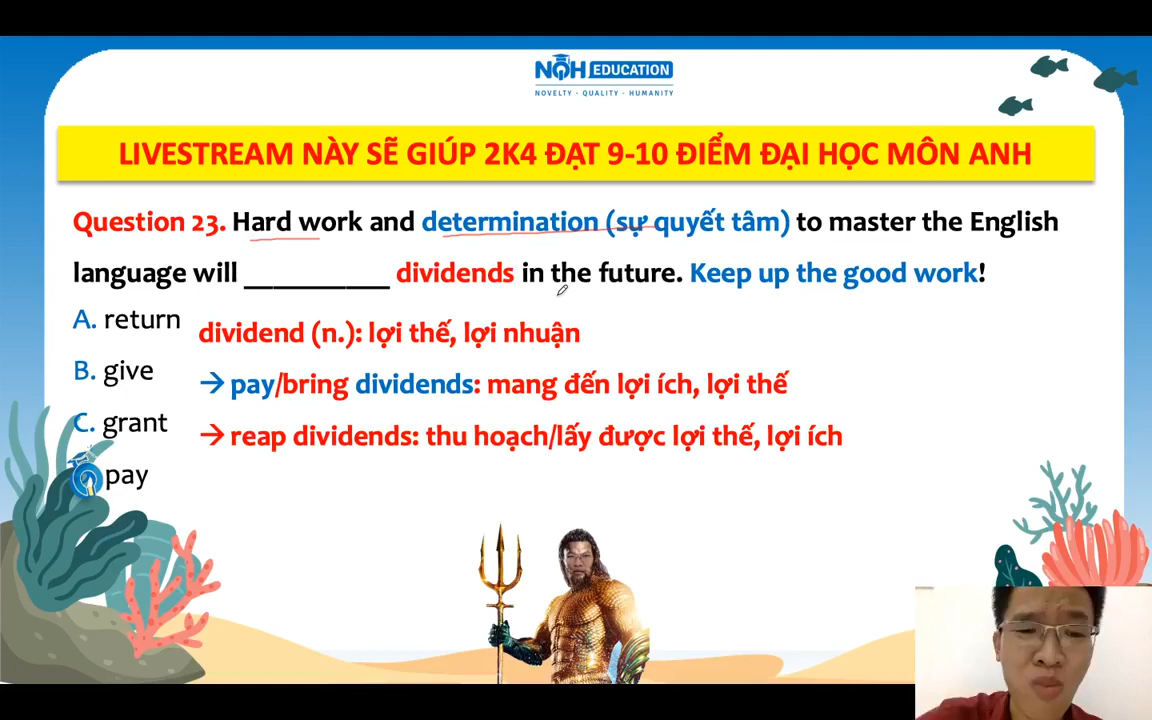 NQH EDUCATION
NOVELTY - QUALITY - HUMANITY
LIVESTREAM NÀY SẼ GIÚP 2K4 ĐẠT 9-10 ĐIỂM ĐẠI HỌC MÔN ANH
Question 23. Hard work and determination (sự quyết tâm) to master the English
language will __________ dividends in the future. Keep up the good work!
A. return
dividend (n.): lợi thế, lợi nhuận
B. give
→ pay/bring dividends: mang đến lợi ích, lợi thế
C. grant
→ reap dividends: thu hoạch/lấy được lợi thế, lợi ích
pay